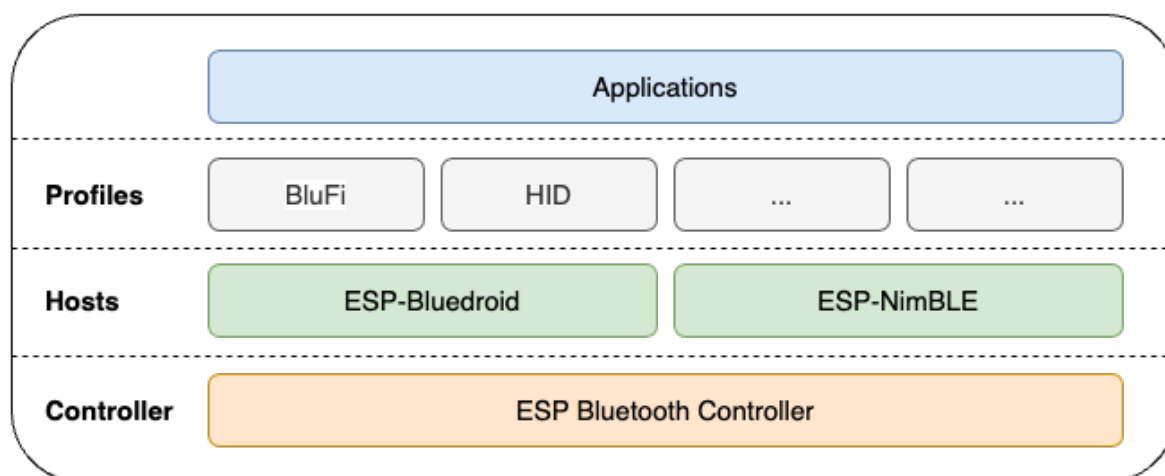 Applications
Profiles BluFi HID ... ...
Hosts ESP-Bluedroid ESP-NimBLE
Controller ESP Bluetooth Controller